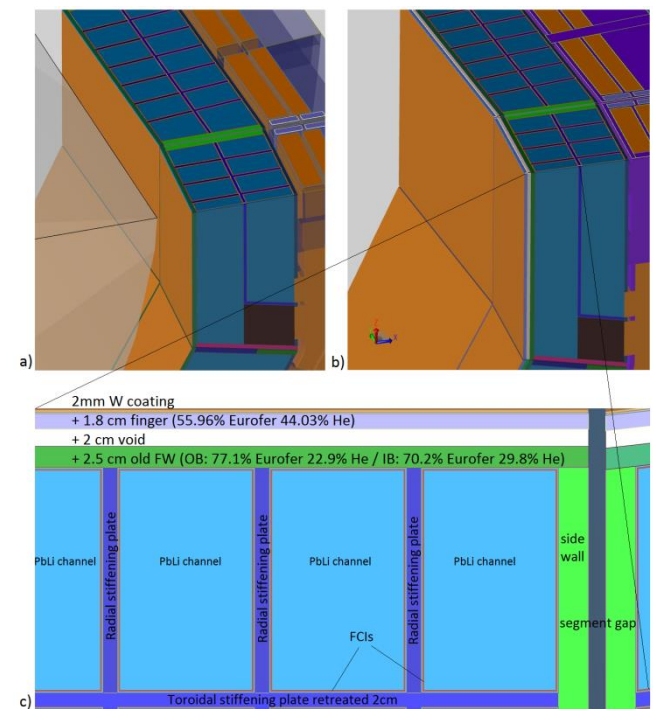 a)
b)
2mm W coating
+ 1.8 cm finger (55.96% Eurofer 44.03% He)
+ 2 cm void
+ 2.5 cm old FW (OB: 77.1% Eurofer 22.9% He / IB: 70.2% Eurofer 29.8% He)
PbLi channel
Radial stiffening plate
PbLi channel
Radial stiffening plate
PbLi channel
Radial stiffening plate
PbLi channel
side
wall
segment gap
FCIs
Toroidal stiffening plate retreated 2cm
c)